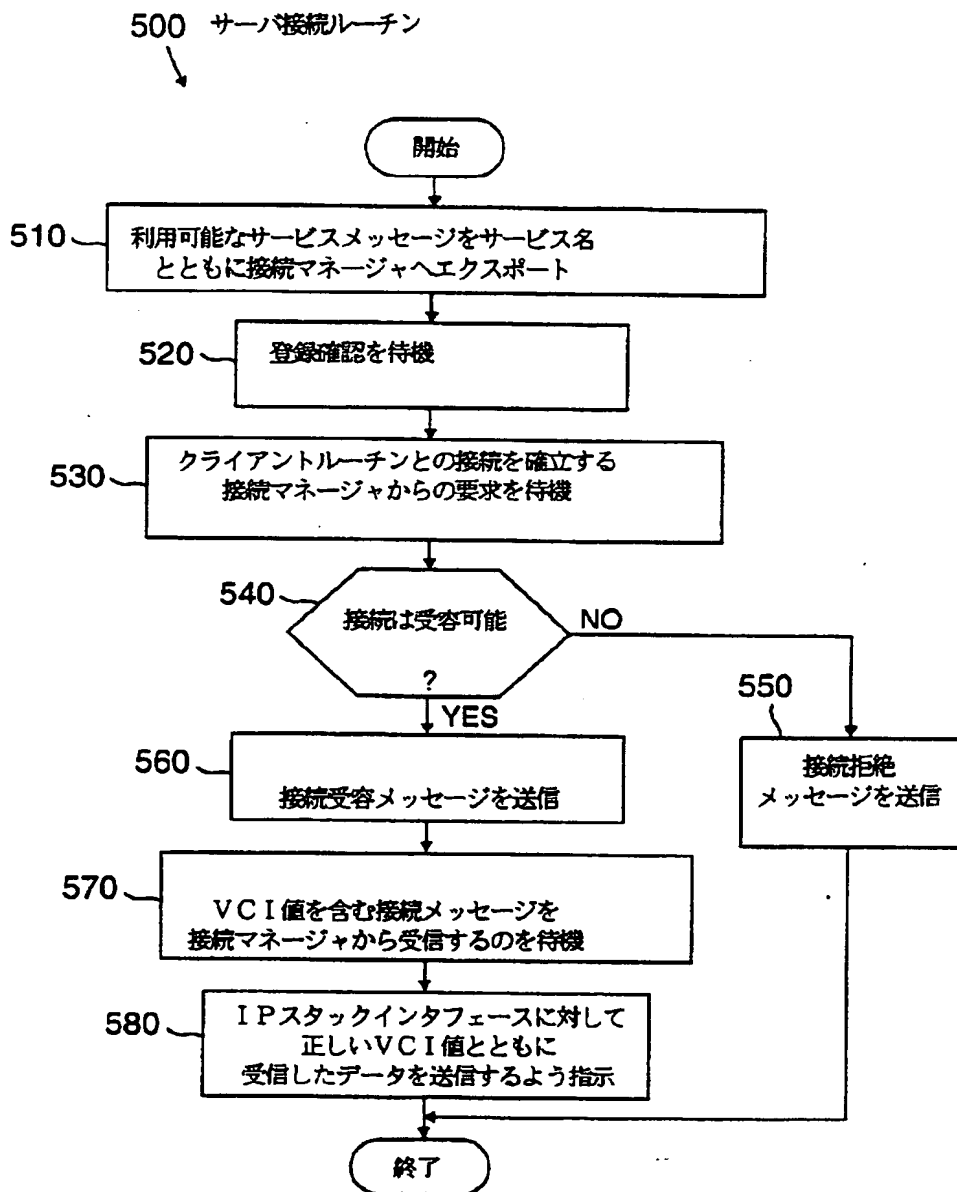 500 サーバ接続ルーチン
開始
510
利用可能なサービスメッセージをサービス名
とともに接続マネージャへエクスポート
520
登録確認を待機
530
クライアントルーチンとの接続を確立する
接続マネージャからの要求を待機
540
接続は受容可能
?
NO
YES
550
接続拒絶
メッセージを送信
560
接続受容メッセージを送信
570
VCI値を含む接続メッセージを
接続マネージャから受信するのを待機
580
IPスタックインタフェースに対して
正しいVCI値とともに
受信したデータを送信するよう指示
終了